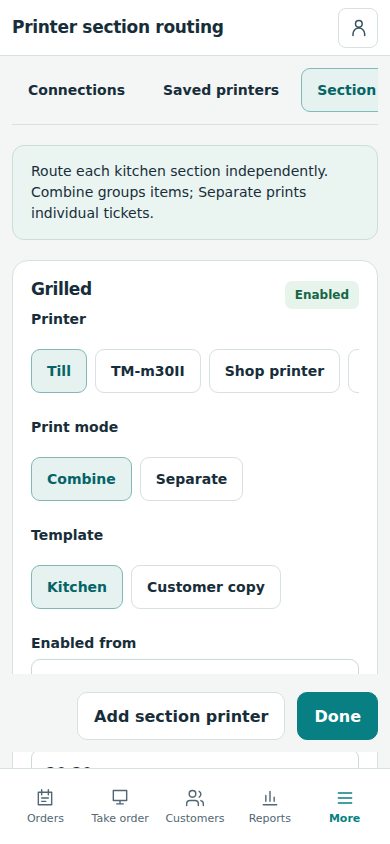 Printer section routing
Connections
Saved printers
Section
Route each kitchen section independently.
Combine groups items; Separate prints
individual tickets.
Grilled
Enabled
Printer
Till
TM-m30II
Shop printer
Print mode
Combine
Separate
Template
Kitchen
Customer copy
Enabled from
Add section printer
Done
Orders
Take order
Customers
Reports
More